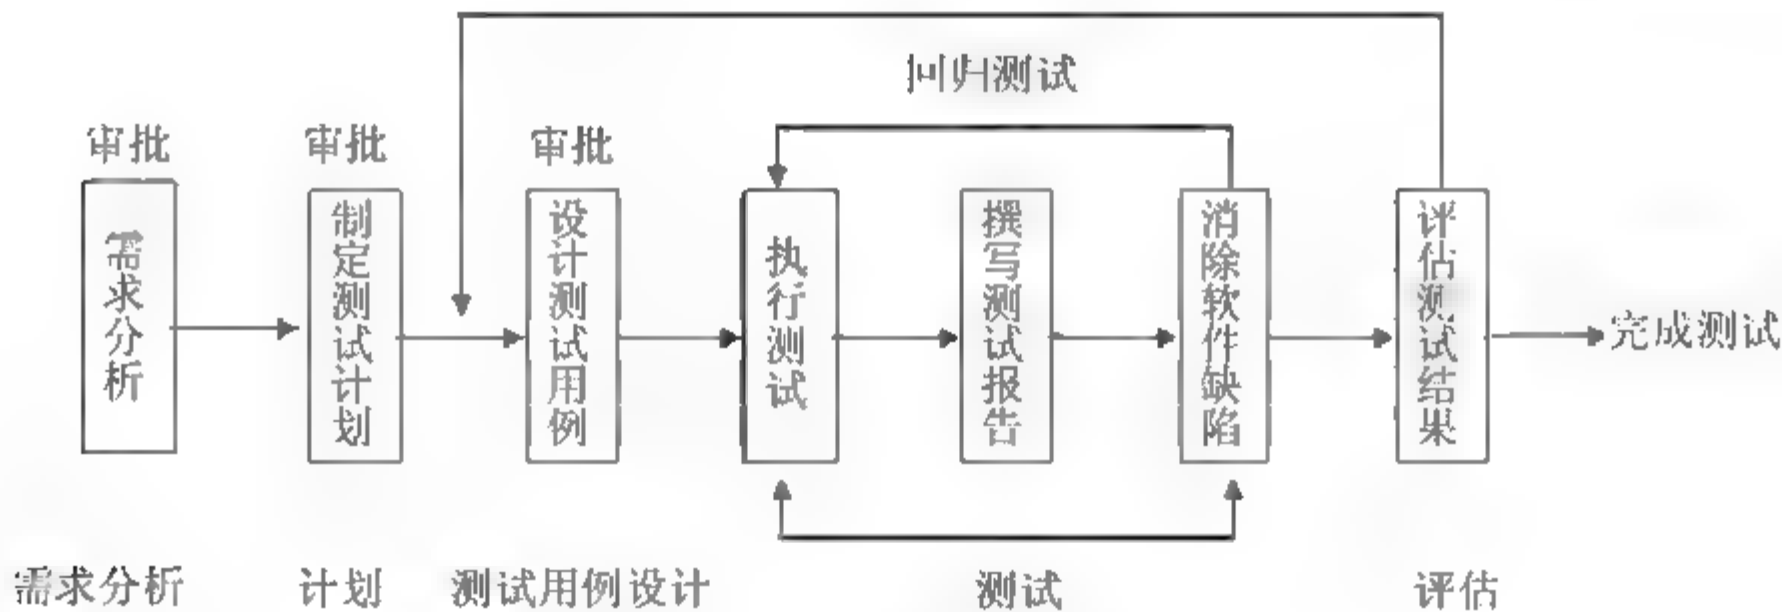 回归测试
审批
审批
审批
需求分析
制定测试计划
设计测试用例
执行测试
撰写测试报告
消除软件缺陷
评估测试结果
完成测试
需求分析
计划
测试用例设计
测试
评估